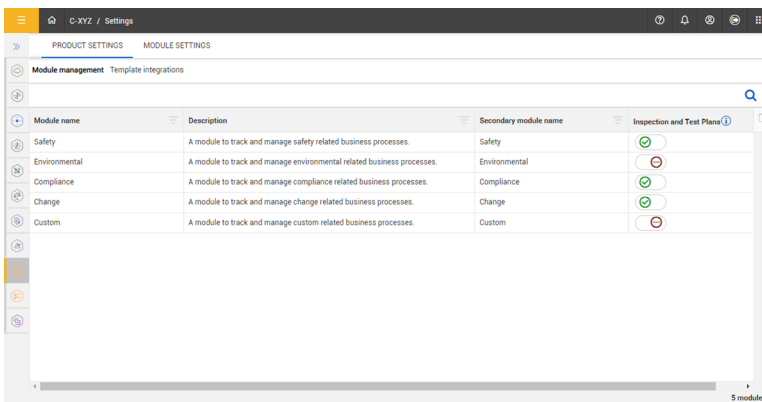 C-XYZ / Settings
PRODUCT SETTINGS MODULE SETTINGS
Module management Template integrations
Module name Description Secondary module name Inspection and Test Plans
Safety A module to track and manage safety related business processes. Safety
Environmental A module to track and manage environmental related business processes. Environmental
Compliance A module to track and manage compliance related business processes. Compliance
Change A module to track and manage change related business processes. Change
Custom A module to track and manage custom related business processes. Custom
5 module